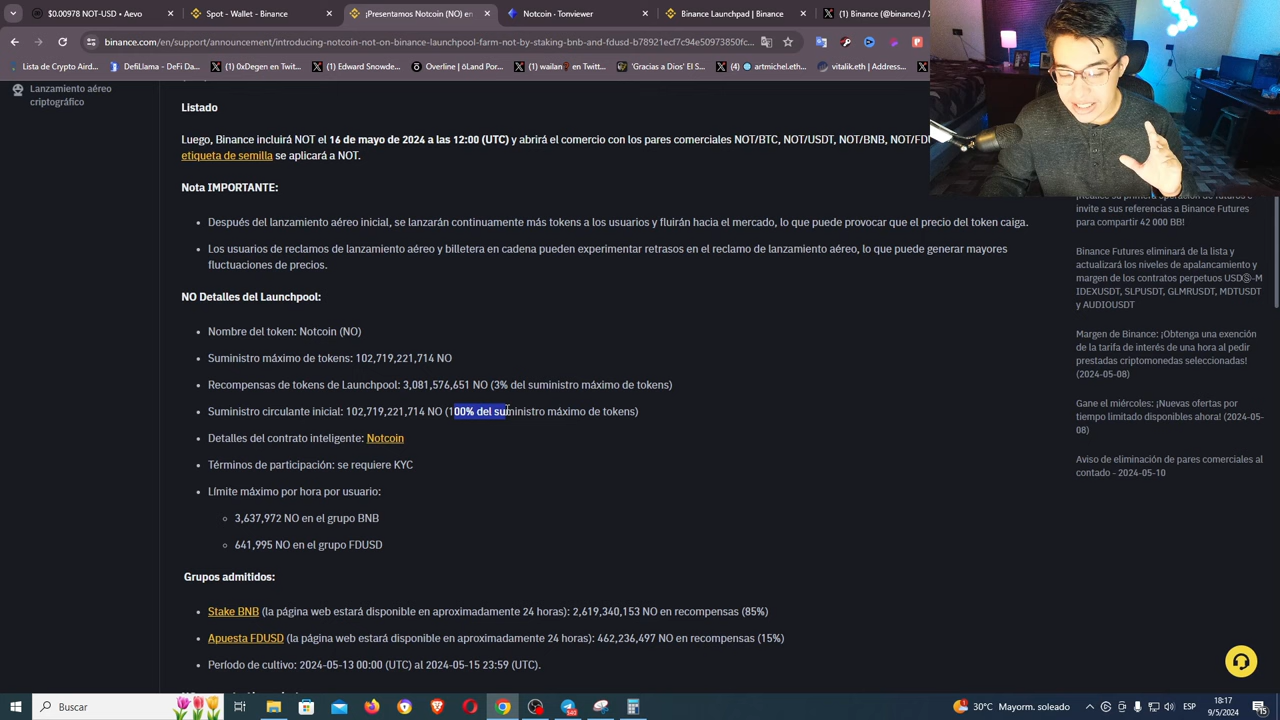 $0.00978 NOT-USD - Aevo
Spot - Wallet - Binance
¡Presentamos Notcoin (NO) en
Notcoin · Tonviewer
Binance Launchpad | Binance
(1) Binance (@binance) / X
binance.com/en/support/announcement/introducing-notcoin-not-on-binance-launchpool-farm-not-by-staking-bnb-and-fdusd-b78921ecf7c94e50973850fc...
Lista de Crypto Aird...
DefiLlama - DeFi Da...
(1) 0xDegen en Twit...
Edward Snowde...
Overline | óLand Por...
(1) wailan en Twitt...
'Gracias a Dios' El S...
(4) artmichel.eth...
vitalik.eth | Address...
Lanzamiento aéreo
criptográfico
Listado
Luego, Binance incluirá NOT el 16 de mayo de 2024 a las 12:00 (UTC) y abrirá el comercio con los pares comerciales NOT/BTC, NOT/USDT, NOT/BNB, NOT/FDU
etiqueta de semilla se aplicará a NOT.
Nota IMPORTANTE:
Después del lanzamiento aéreo inicial, se lanzarán continuamente más tokens a los usuarios y fluirán hacia el mercado, lo que puede provocar que el precio del token caiga.
Los usuarios de reclamos de lanzamiento aéreo y billetera en cadena pueden experimentar retrasos en el reclamo de lanzamiento aéreo, lo que puede generar mayores
fluctuaciones de precios.
NO Detalles del Launchpool:
Nombre del token: Notcoin (NO)
Suministro máximo de tokens: 102,719,221,714 NO
Recompensas de tokens de Launchpool: 3,081,576,651 NO (3% del suministro máximo de tokens)
Suministro circulante inicial: 102,719,221,714 NO (100% del suministro máximo de tokens)
Detalles del contrato inteligente: Notcoin
Términos de participación: se requiere KYC
Límite máximo por hora por usuario:
3,637,972 NO en el grupo BNB
641,995 NO en el grupo FDUSD
Grupos admitidos:
Stake BNB (la página web estará disponible en aproximadamente 24 horas): 2,619,340,153 NO en recompensas (85%)
Apuesta FDUSD (la página web estará disponible en aproximadamente 24 horas): 462,236,497 NO en recompensas (15%)
Período de cultivo: 2024-05-13 00:00 (UTC) al 2024-05-15 23:59 (UTC).
¡Realice su primera operación de futuros e
invite a sus referencias a Binance Futures
para compartir 42 000 BB!
Binance Futures eliminará de la lista y
actualizará los niveles de apalancamiento y
margen de los contratos perpetuos USDⓈ-M
IDEXUSDT, SLPUSDT, GLMRUSDT, MDTUSDT
y AUDIOUSDT
Margen de Binance: ¡Obtenga una exención
de la tarifa de interés de una hora al pedir
prestadas criptomonedas seleccionadas!
(2024-05-08)
Gane el miércoles: ¡Nuevas ofertas por
tiempo limitado disponibles ahora! (2024-05-
08)
Aviso de eliminación de pares comerciales al
contado - 2024-05-10
Buscar
30°C Mayorm. soleado
ESP
18:17
9/5/2024